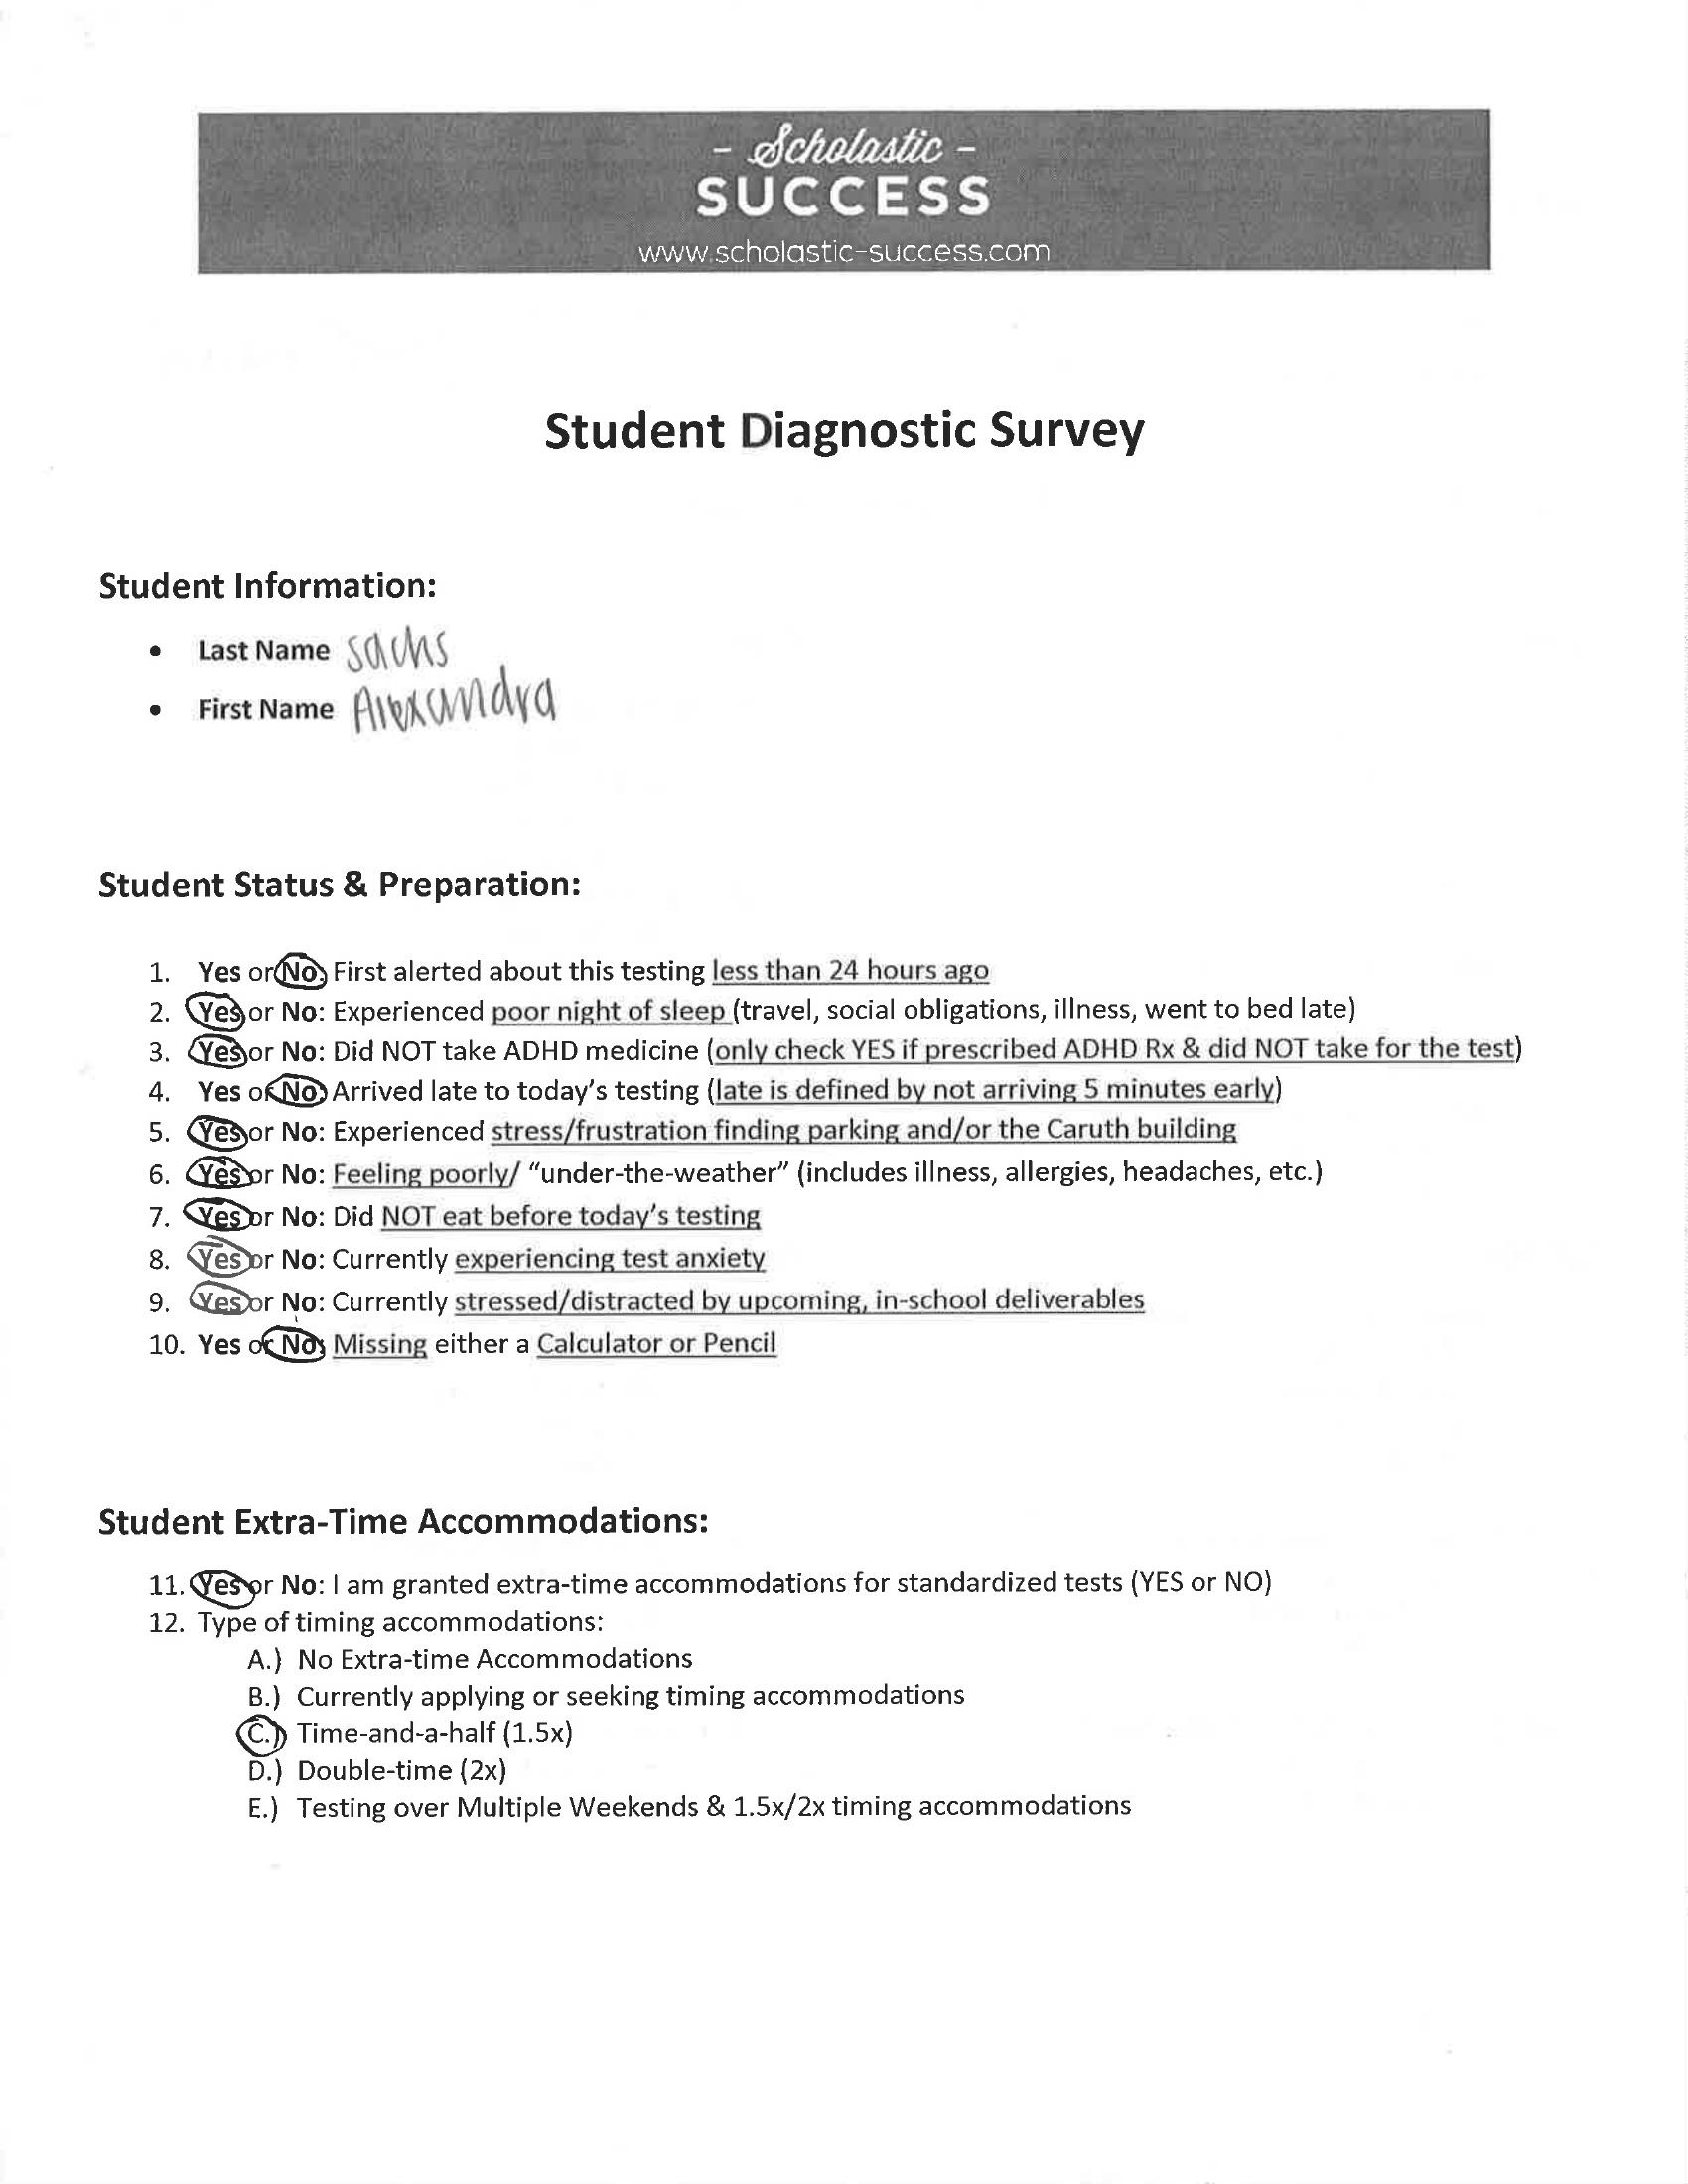 - Scholastic -
SUCCESS
www.scholastic-success.com
Student Diagnostic Survey
Student Information:
• Last Name Sachs
• First Name Alexandra
Student Status & Preparation:
1. Yes or No: First alerted about this testing less than 24 hours ago
2. Yes or No: Experienced poor night of sleep (travel, social obligations, illness, went to bed late)
3. Yes or No: Did NOT take ADHD medicine (only check YES if prescribed ADHD Rx & did NOT take for the test)
4. Yes or No: Arrived late to today's testing (late is defined by not arriving 5 minutes early)
5. Yes or No: Experienced stress/frustration finding parking and/or the Caruth building
6. Yes or No: Feeling poorly/ "under-the-weather" (includes illness, allergies, headaches, etc.)
7. Yes or No: Did NOT eat before today's testing
8. Yes or No: Currently experiencing test anxiety
9. Yes or No: Currently stressed/distracted by upcoming, in-school deliverables
10. Yes or No: Missing either a Calculator or Pencil
Student Extra-Time Accommodations:
11. Yes or No: I am granted extra-time accommodations for standardized tests (YES or NO)
12. Type of timing accommodations:
A.) No Extra-time Accommodations
B.) Currently applying or seeking timing accommodations
C.) Time-and-a-half (1.5x)
D.) Double-time (2x)
E.) Testing over Multiple Weekends & 1.5x/2x timing accommodations